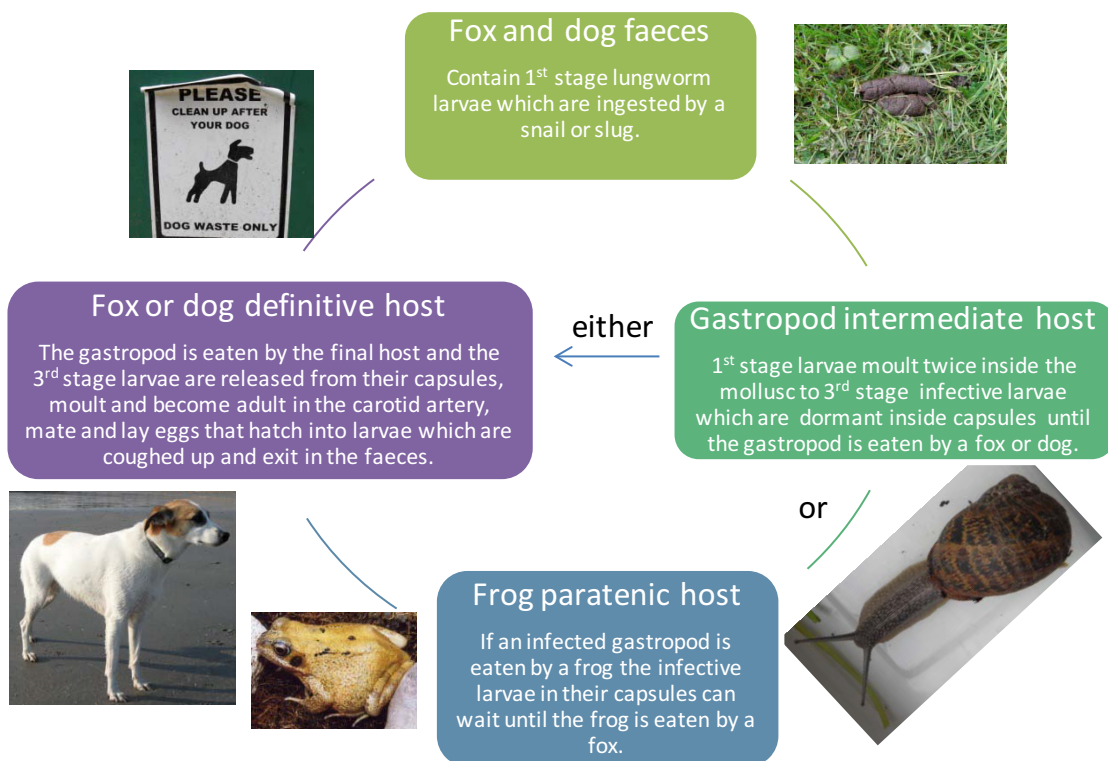 Fox and dog faeces
Contain 1st stage lungworm
larvae which are ingested by a
snail or slug.
PLEASE
CLEAN UP AFTER
YOUR DOG
DOG WASTE ONLY
Fox or dog definitive host
The gastropod is eaten by the final host and the
3rd stage larvae are released from their capsules,
moult and become adult in the carotid artery,
mate and lay eggs that hatch into larvae which are
coughed up and exit in the faeces.
either
Gastropod intermediate host
1st stage larvae moult twice inside the
mollusc to 3rd stage infective larvae
which are dormant inside capsules until
the gastropod is eaten by a fox or dog.
or
Frog paratenic host
If an infected gastropod is
eaten by a frog the infective
larvae in their capsules can
wait until the frog is eaten by a
fox.